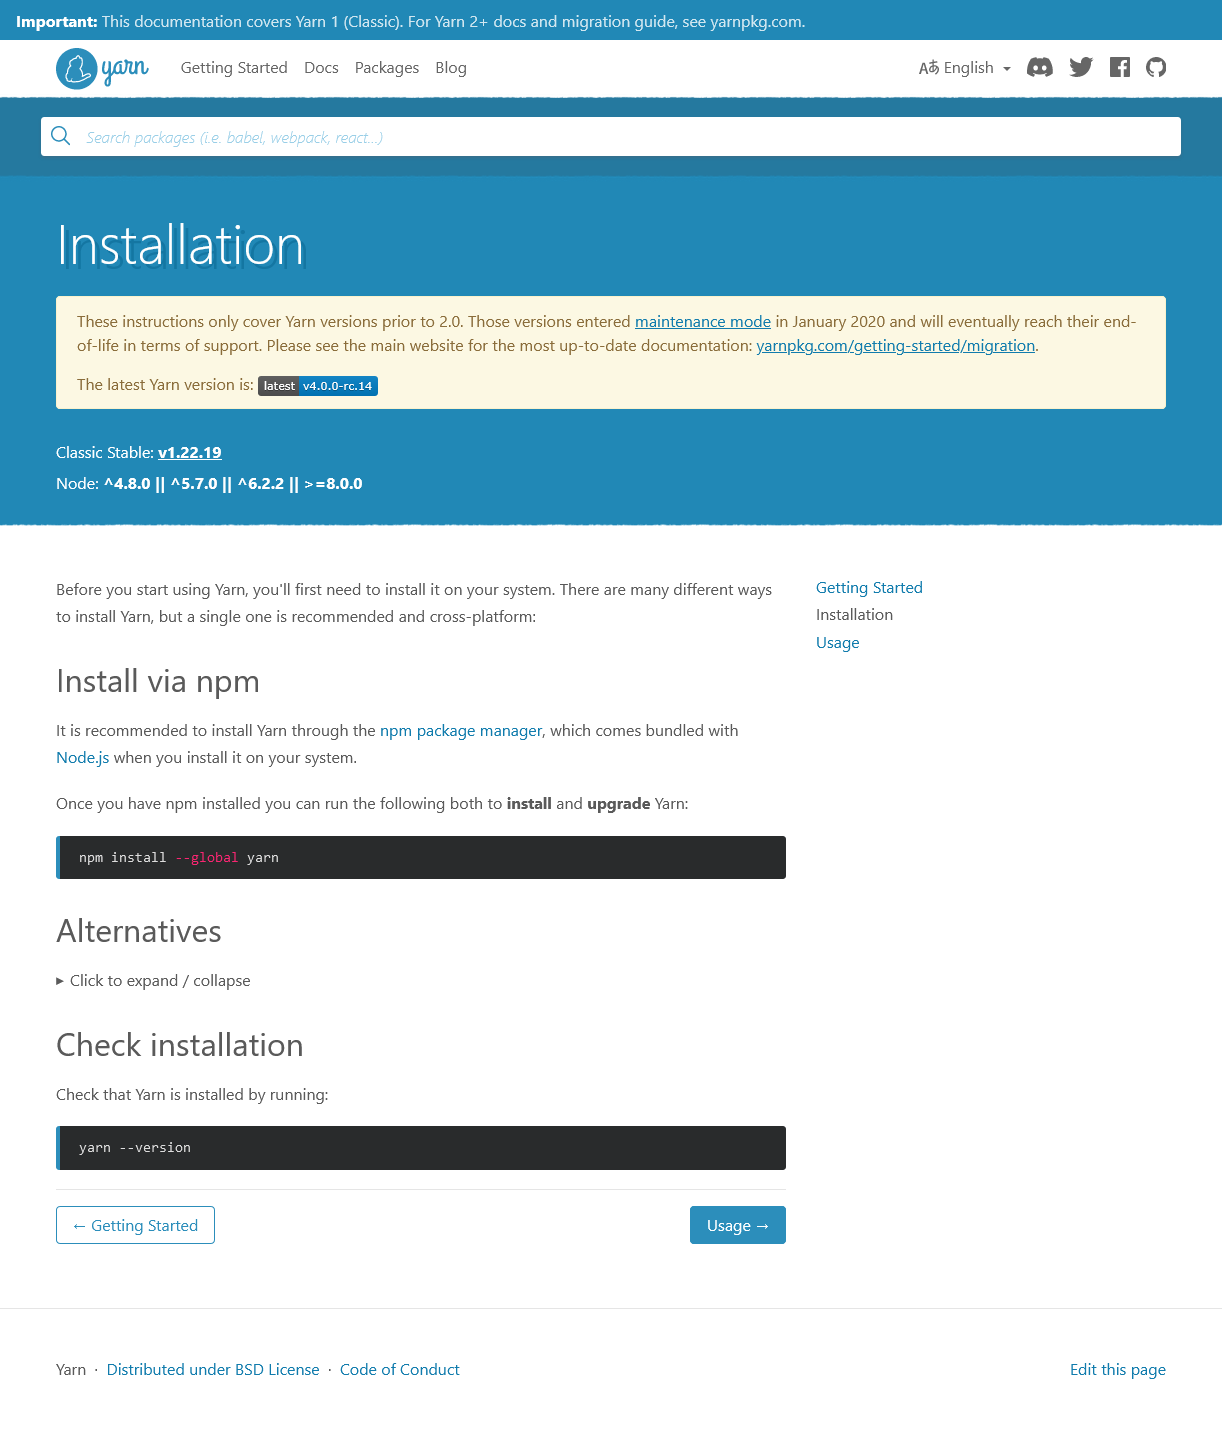 Important: This documentation covers Yarn 1 (Classic). For Yarn 2+ docs and migration guide, see yarnpkg.com.
yarn Getting Started Docs Packages Blog Aあ English
Search packages (i.e. babel, webpack, react...)
Installation
These instructions only cover Yarn versions prior to 2.0. Those versions entered maintenance mode in January 2020 and will eventually reach their end-
of-life in terms of support. Please see the main website for the most up-to-date documentation: yarnpkg.com/getting-started/migration.
The latest Yarn version is: latest v4.0.0-rc.14
Classic Stable: v1.22.19
Node: ^4.8.0 || ^5.7.0 || ^6.2.2 || >=8.0.0
Before you start using Yarn, you'll first need to install it on your system. There are many different ways
to install Yarn, but a single one is recommended and cross-platform:
Getting Started
Installation
Usage
Install via npm
It is recommended to install Yarn through the npm package manager, which comes bundled with
Node.js when you install it on your system.
Once you have npm installed you can run the following both to install and upgrade Yarn:
npm install --global yarn
Alternatives
▸ Click to expand / collapse
Check installation
Check that Yarn is installed by running:
yarn --version
← Getting Started
Usage →
Yarn · Distributed under BSD License · Code of Conduct
Edit this page